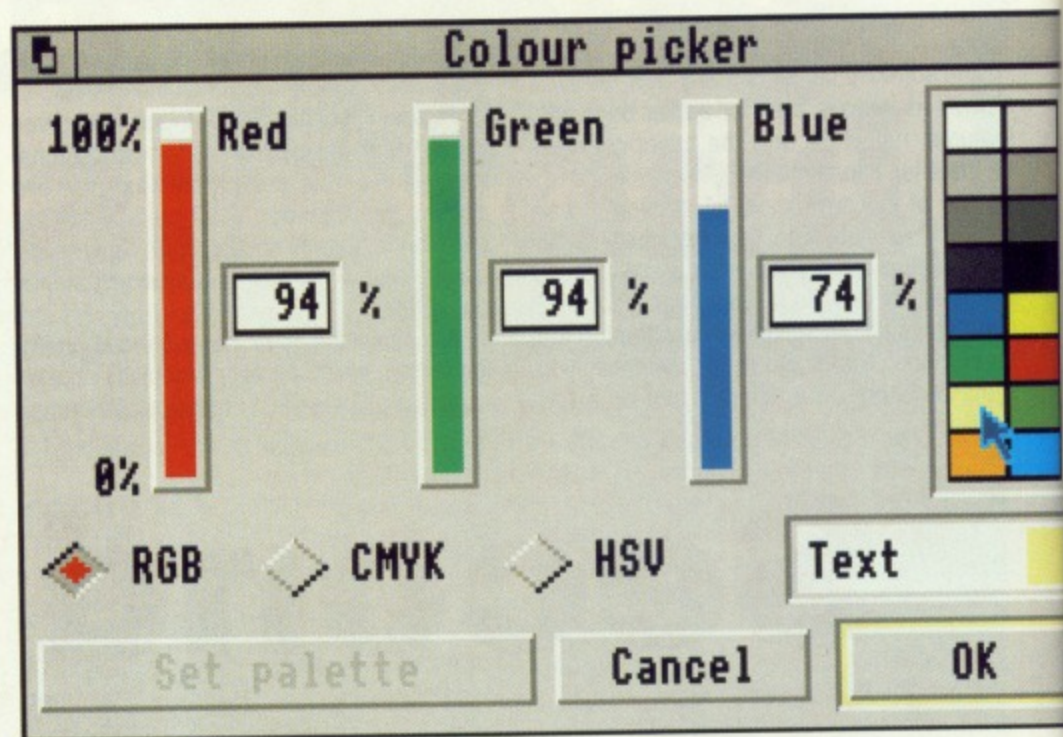 Colour picker
100% Red Green Blue
94 % 94 % 74 %
0%
RGB CMYK HSV Text
Set palette Cancel OK